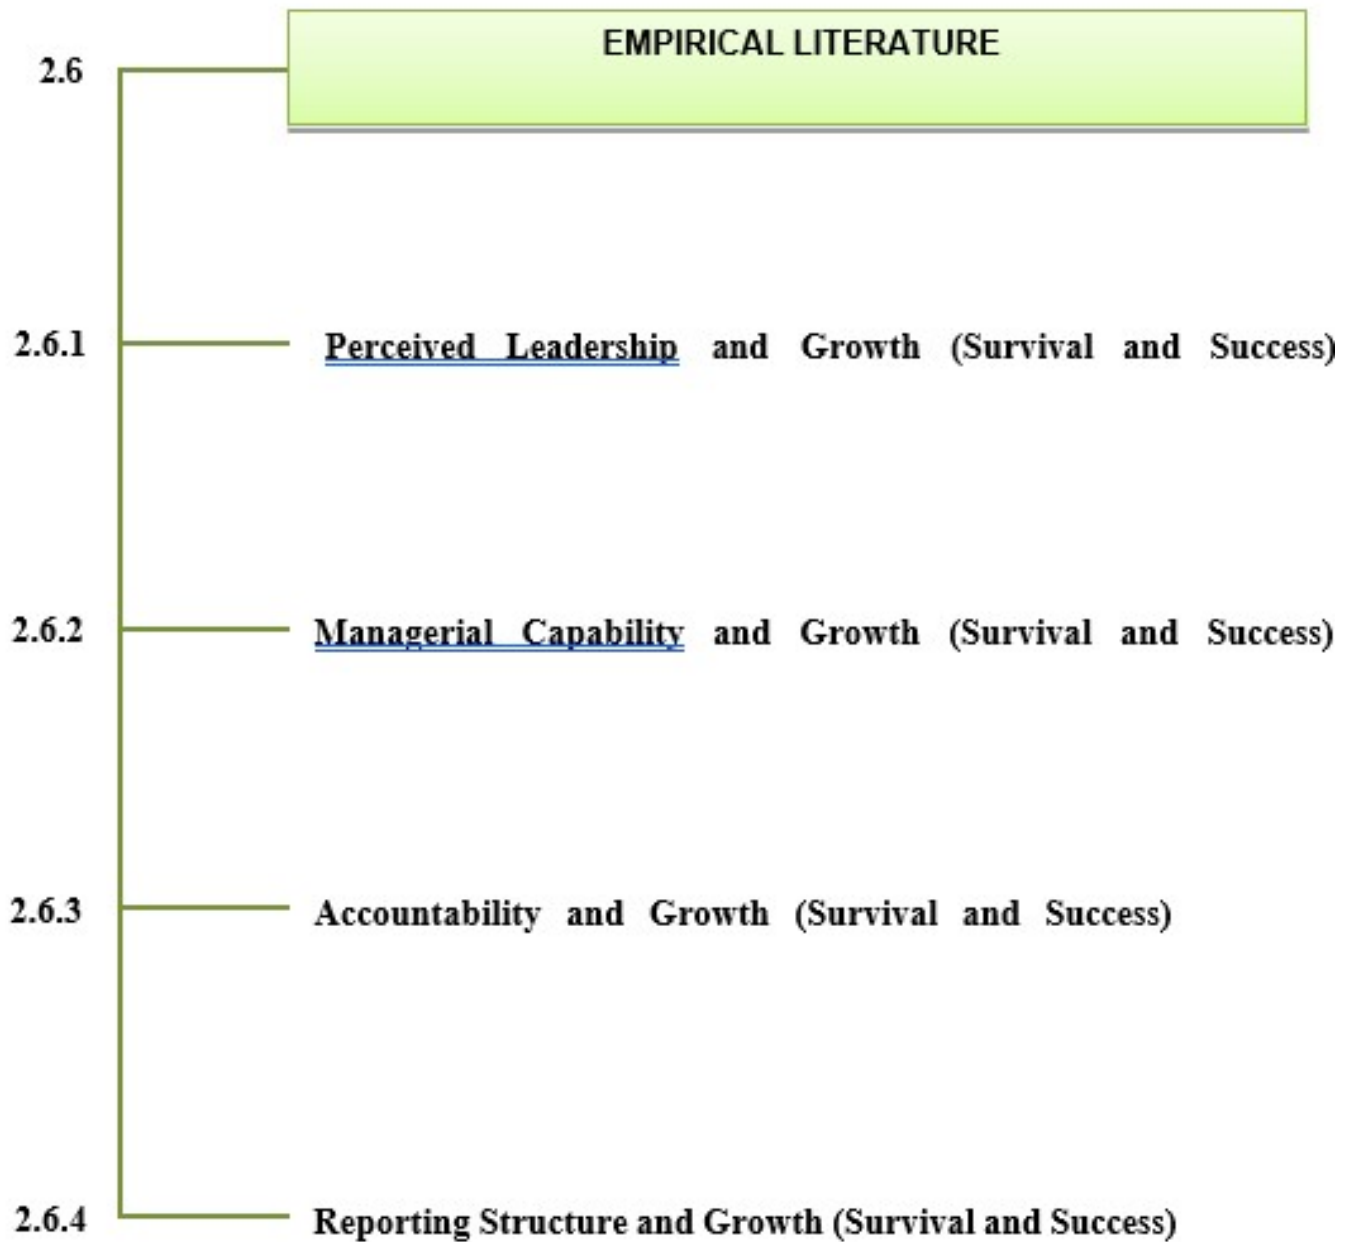 2.6 EMPIRICAL LITERATURE
2.6.1 Perceived Leadership and Growth (Survival and Success)
2.6.2 Managerial Capability and Growth (Survival and Success)
2.6.3 Accountability and Growth (Survival and Success)
2.6.4 Reporting Structure and Growth (Survival and Success)